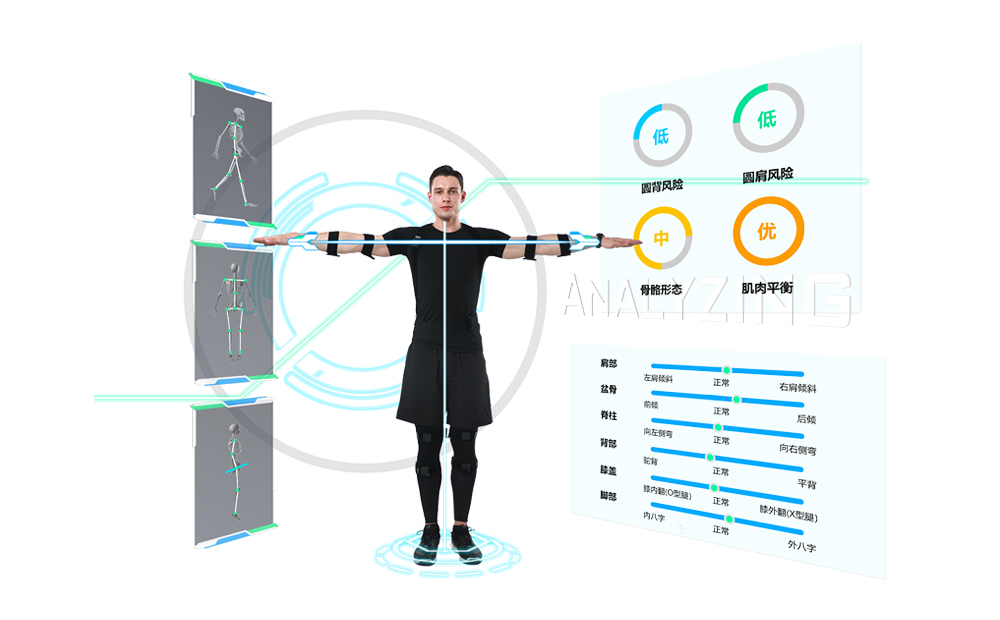 低
低
圆背风险
圆肩风险
中
优
骨骼形态
肌肉平衡
ANALYZING
肩部
左肩倾斜
正常
右肩倾斜
盆骨
前倾
正常
后倾
脊柱
向左侧弯
正常
向右侧弯
背部
驼背
正常
平背
膝盖
膝内翻(O型腿)
正常
膝外翻(X型腿)
脚部
内八字
正常
外八字